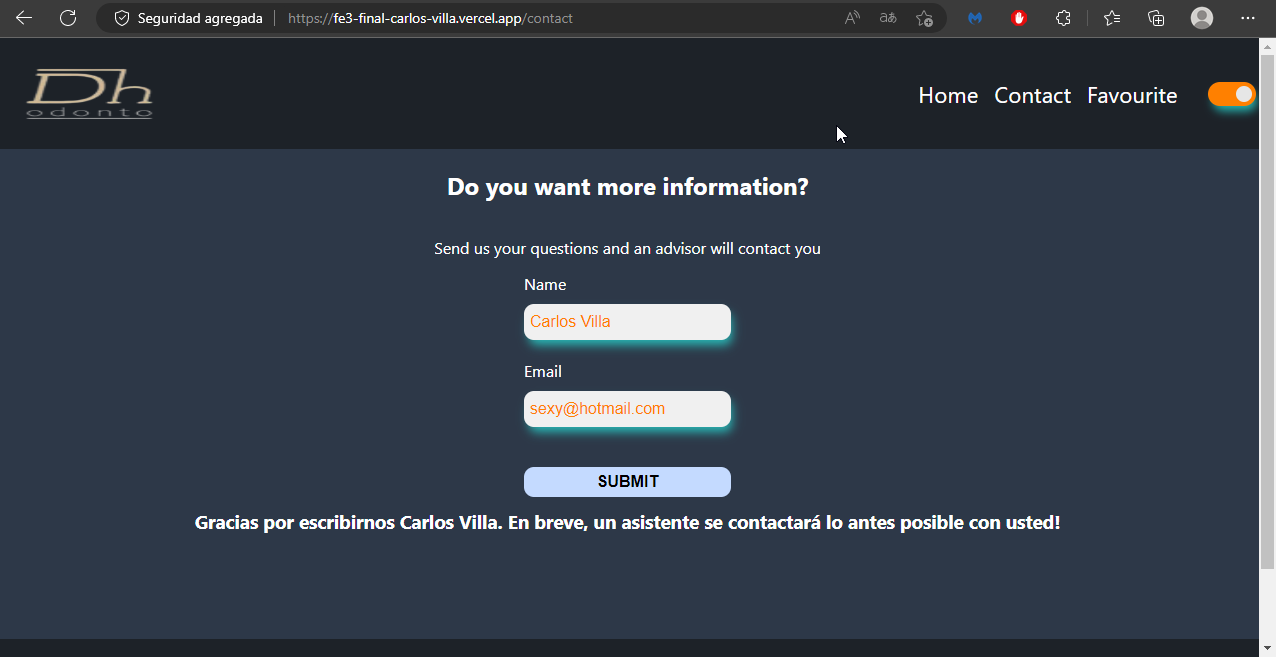 Seguridad agregada
https://fe3-final-carlos-villa.vercel.app/contact
Dh
odonto
Home Contact Favourite
Do you want more information?
Send us your questions and an advisor will contact you
Name
Carlos Villa
Email
sexy@hotmail.com
SUBMIT
Gracias por escribirnos Carlos Villa. En breve, un asistente se contactará lo antes posible con usted!